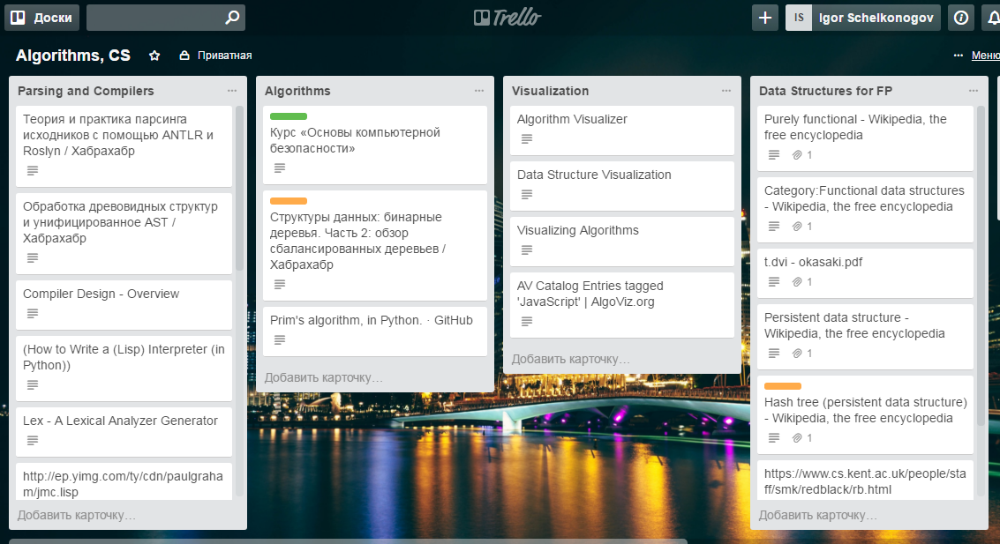 Доски
Trello
IS Igor Schelkonogov
Algorithms, CS
Приватная
... Меню
Parsing and Compilers
Теория и практика парсинга
исходников с помощью ANTLR и
Roslyn / Хабрахабр
Обработка древовидных структур
и унифицированное AST /
Хабрахабр
Compiler Design - Overview
(How to Write a (Lisp) Interpreter (in
Python))
Lex - A Lexical Analyzer Generator
http://ep.yimg.com/ty/cdn/paulgraha
m/jmc.lisp
Добавить карточку…
Algorithms
Курс «Основы компьютерной
безопасности»
Структуры данных: бинарные
деревья. Часть 2: обзор
сбалансированных деревьев /
Хабрахабр
Prim's algorithm, in Python. · GitHub
Добавить карточку…
Visualization
Algorithm Visualizer
Data Structure Visualization
Visualizing Algorithms
AV Catalog Entries tagged
'JavaScript' | AlgoViz.org
Добавить карточку…
Data Structures for FP
Purely functional - Wikipedia, the
free encyclopedia
1
Category:Functional data structures
- Wikipedia, the free encyclopedia
1
t.dvi - okasaki.pdf
1
Persistent data structure -
Wikipedia, the free encyclopedia
1
Hash tree (persistent data structure)
- Wikipedia, the free encyclopedia
1
https://www.cs.kent.ac.uk/people/sta
ff/smk/redblack/rb.html
Добавить карточку…